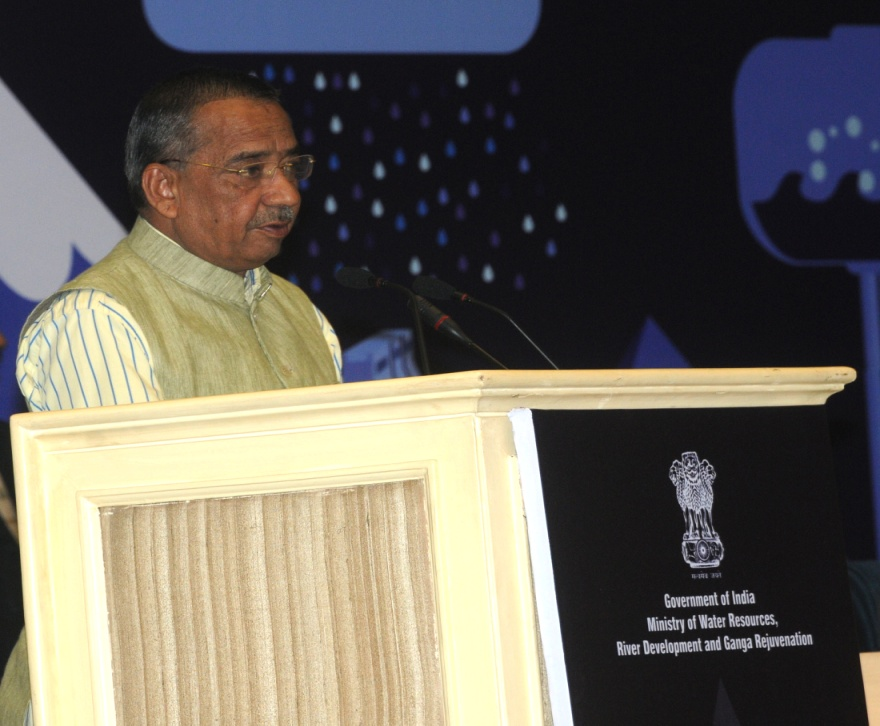 Government of India
Ministry of Water Resources,
River Development and Ganga Rejuvenation